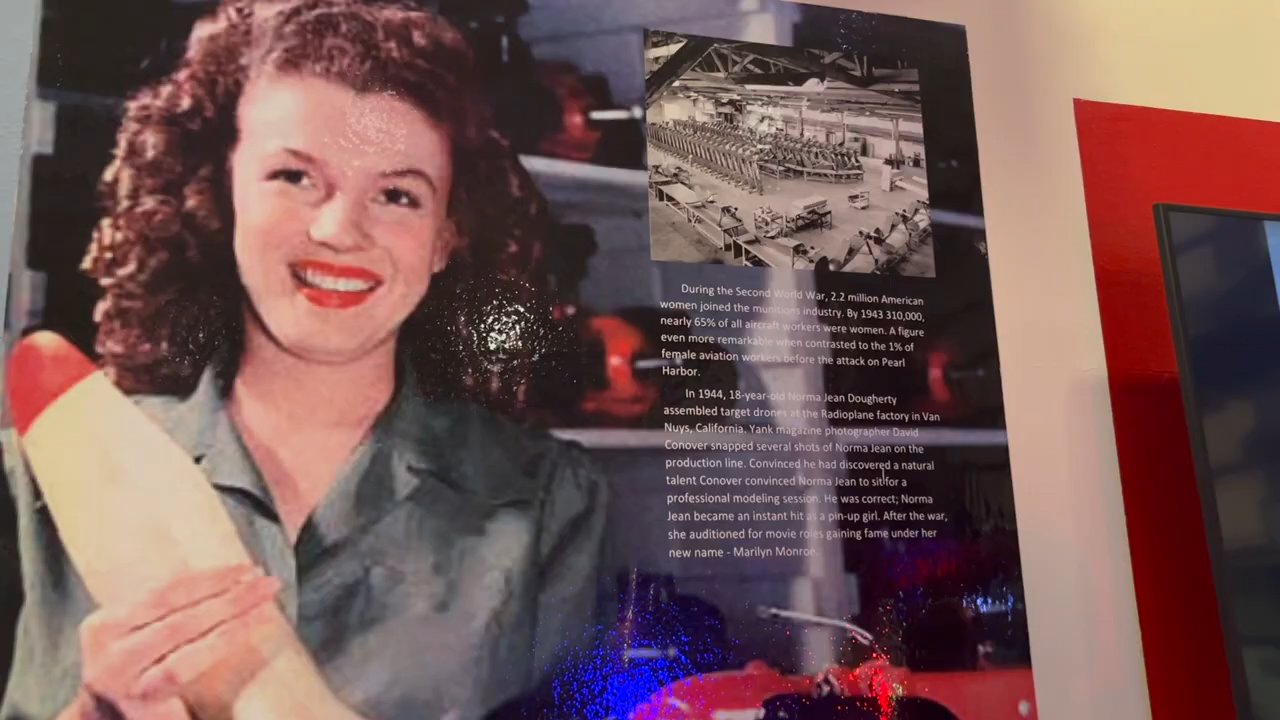 During the Second World War, 2.2 million American
women joined the munitions industry. By 1943 310,000,
nearly 65% of all aircraft workers were women. A figure
even more remarkable when contrasted to the 1% of
female aviation workers before the attack on Pearl
Harbor.
In 1944, 18-year-old Norma Jean Dougherty
assembled target drones at the Radioplane factory in Van
Nuys, California. Yank magazine photographer David
Conover snapped several shots of Norma Jean on the
production line. Convinced he had discovered a natural
talent Conover convinced Norma Jean to sit for a
professional modeling session. He was correct; Norma
Jean became an instant hit as a pin-up girl. After the war,
she auditioned for movie roles gaining fame under her
new name - Marilyn Monroe.